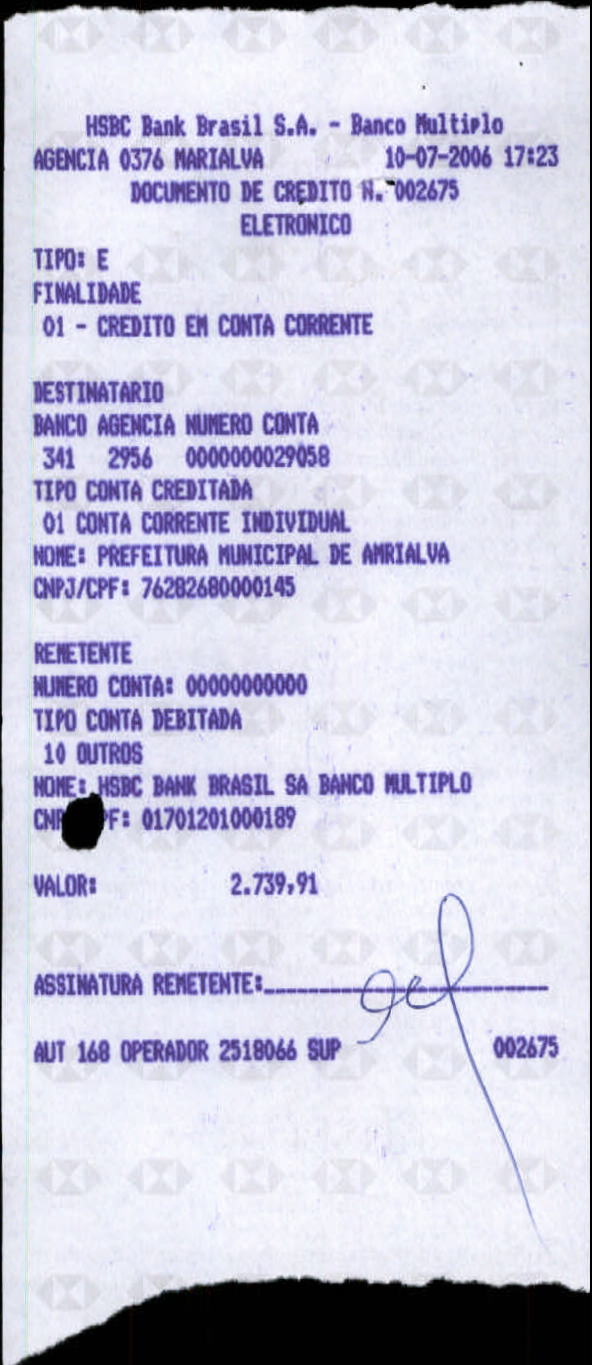 HSBC Bank Brasil S.A. - Banco Multiplo
AGENCIA 0376 MARIALVA 10-07-2006 17:23
DOCUMENTO DE CREDITO N. 002675
ELETRONICO
TIPO: E
FINALIDADE
01 - CREDITO EM CONTA CORRENTE
DESTINATARIO
BANCO AGENCIA NUMERO CONTA
341 2956 0000000029058
TIPO CONTA CREDITADA
01 CONTA CORRENTE INDIVIDUAL
NOME: PREFEITURA MUNICIPAL DE AMRIALVA
CNPJ/CPF: 76282680000145
REMETENTE
NUMERO CONTA: 00000000000
TIPO CONTA DEBITADA
10 OUTROS
NOME: HSBC BANK BRASIL SA BANCO MULTIPLO
CNP PF: 01701201000189
VALOR: 2.739,91
ASSINATURA REMETENTE:
AUT 168 OPERADOR 2518066 SUP 002675